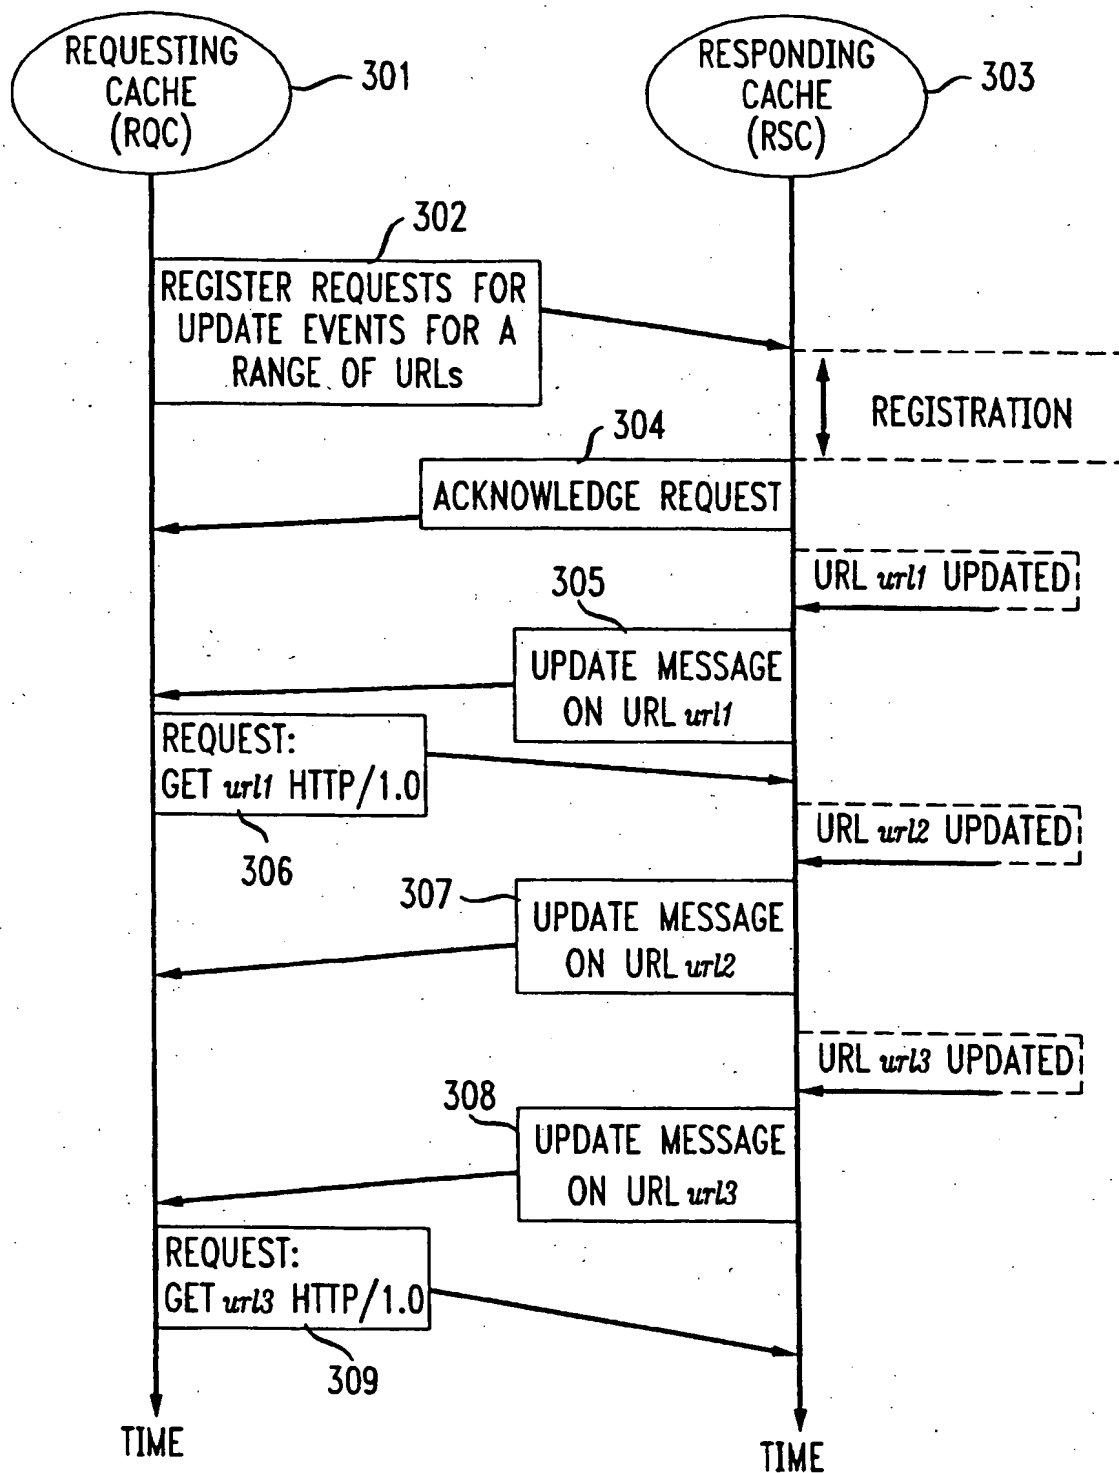 REQUESTING
CACHE
(RQC)
301
RESPONDING
CACHE
(RSC)
303
302
REGISTER REQUESTS FOR
UPDATE EVENTS FOR A
RANGE OF URLs
REGISTRATION
304
ACKNOWLEDGE REQUEST
URL url1 UPDATED
305
UPDATE MESSAGE
ON URL url1
REQUEST:
GET url1 HTTP/1.0
306
URL url2 UPDATED
307
UPDATE MESSAGE
ON URL url2
URL url3 UPDATED
308
UPDATE MESSAGE
ON URL url3
REQUEST:
GET url3 HTTP/1.0
309
TIME
TIME